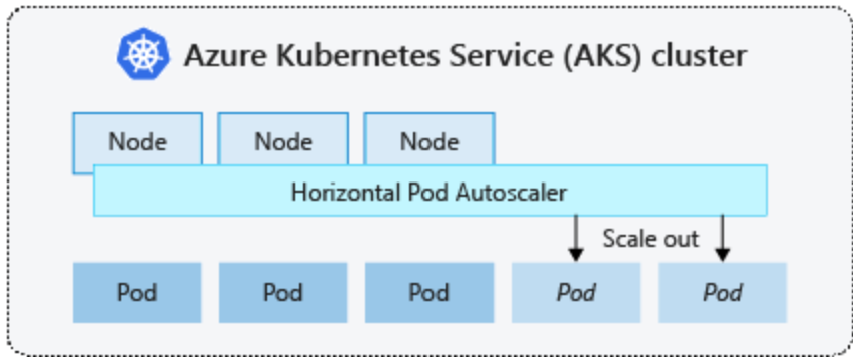 Azure Kubernetes Service (AKS) cluster
Node Node Node
Horizontal Pod Autoscaler
Scale out
Pod Pod Pod Pod Pod